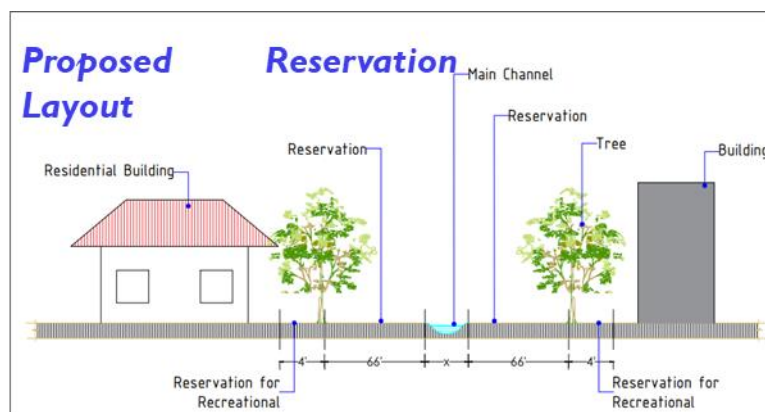 Proposed Reservation
Layout
Main Channel
Reservation
Reservation
Tree
Building
Residential Building
4'
66'
x
66'
4'
Reservation for
Recreational
Reservation for
Recreational